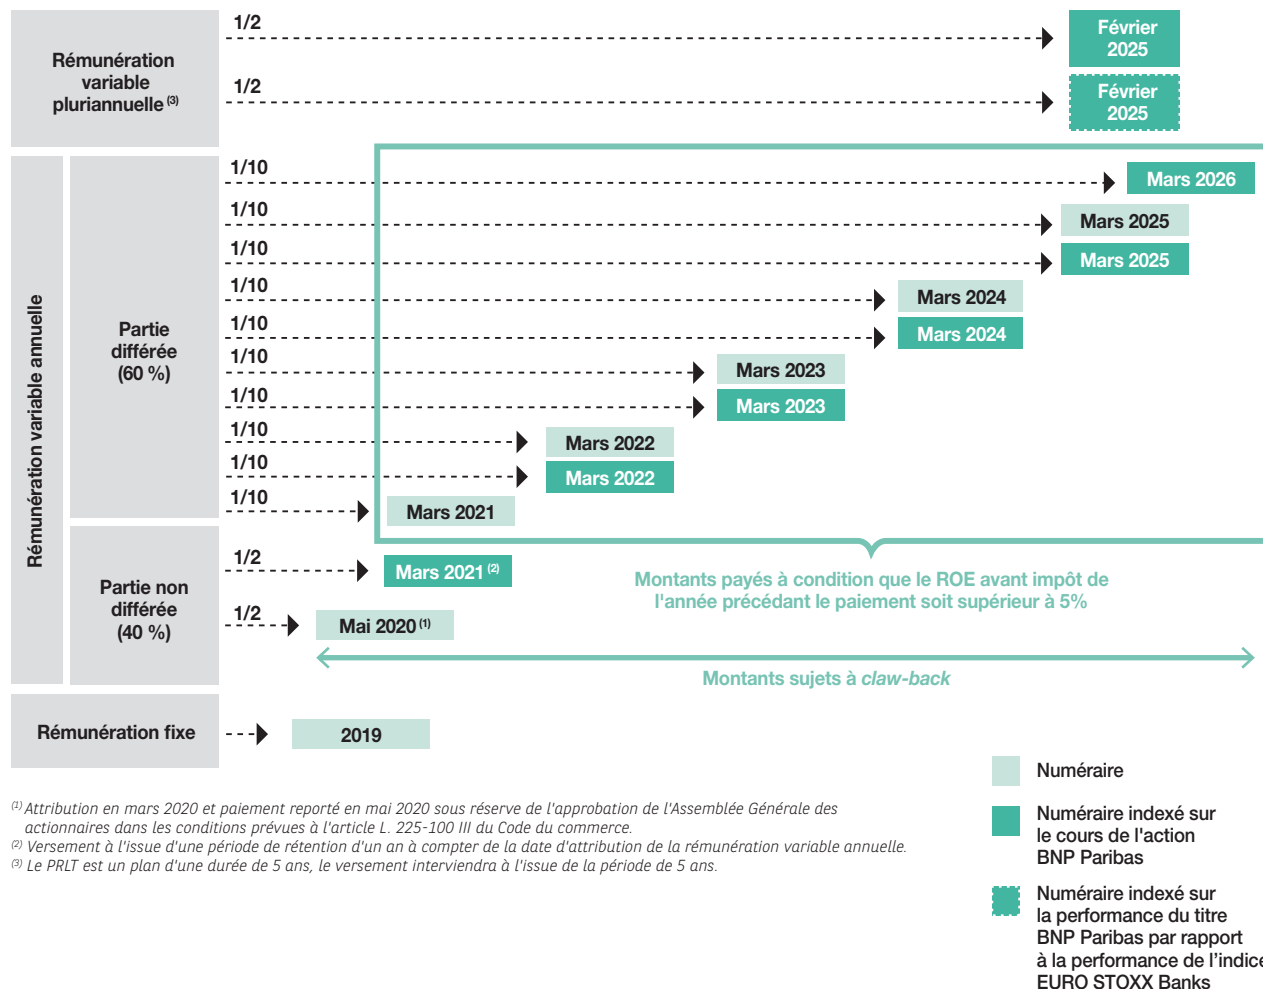 Rémunération
variable
pluriannuelle (3)
1/2
Février
2025
1/2
Février
2025
Rémunération variable annuelle
Partie
différée
(60 %)
1/10
Mars 2026
1/10
Mars 2025
1/10
Mars 2025
1/10
Mars 2024
1/10
Mars 2024
1/10
Mars 2023
1/10
Mars 2023
1/10
Mars 2022
1/10
Mars 2022
1/10
Mars 2021
Partie non
différée
(40 %)
1/2
Mars 2021 (2)
1/2
Mai 2020 (1)
Montants payés à condition que le ROE avant impôt de
l'année précédant le paiement soit supérieur à 5%
Montants sujets à claw-back
Rémunération fixe
2019
(1) Attribution en mars 2020 et paiement reporté en mai 2020 sous réserve de l'approbation de l'Assemblée Générale des
actionnaires dans les conditions prévues à l'article L. 225-100 III du Code du commerce.
(2) Versement à l'issue d'une période de rétention d'un an à compter de la date d'attribution de la rémunération variable annuelle.
(3) Le PRLT est un plan d'une durée de 5 ans, le versement interviendra à l'issue de la période de 5 ans.
Numéraire
Numéraire indexé sur
le cours de l'action
BNP Paribas
Numéraire indexé sur
la performance du titre
BNP Paribas par rapport
à la performance de l'indice
EURO STOXX Banks